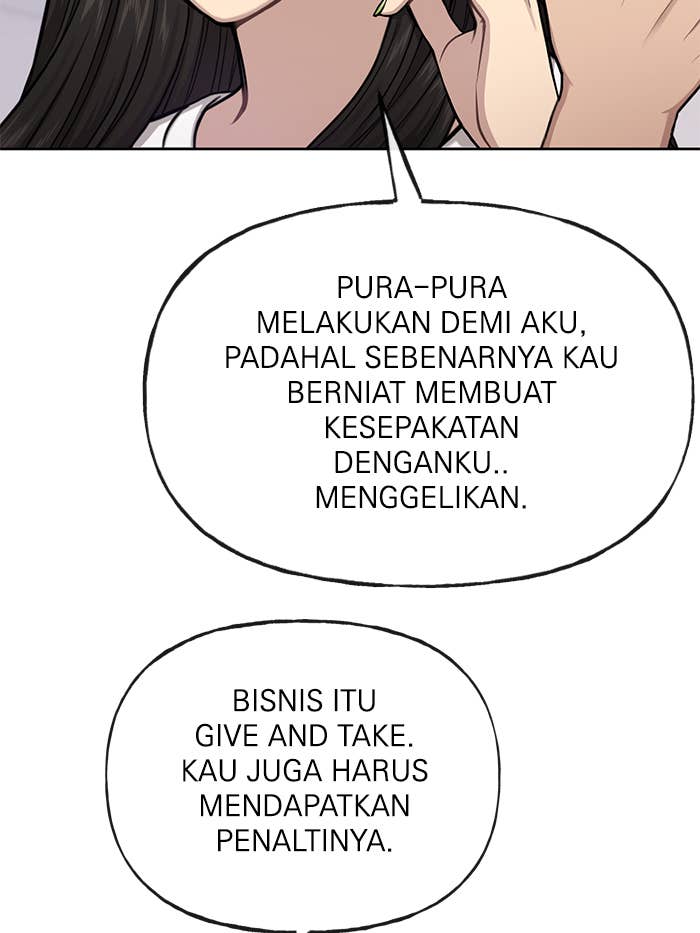 PURA-PURA
MELAKUKAN DEMI AKU,
PADAHAL SEBENARNYA KAU
BERNIAT MEMBUAT
KESEPAKATAN
DENGANKU..
MENGGELIKAN.
BISNIS ITU
GIVE AND TAKE.
KAU JUGA HARUS
MENDAPATKAN
PENALTINYA.